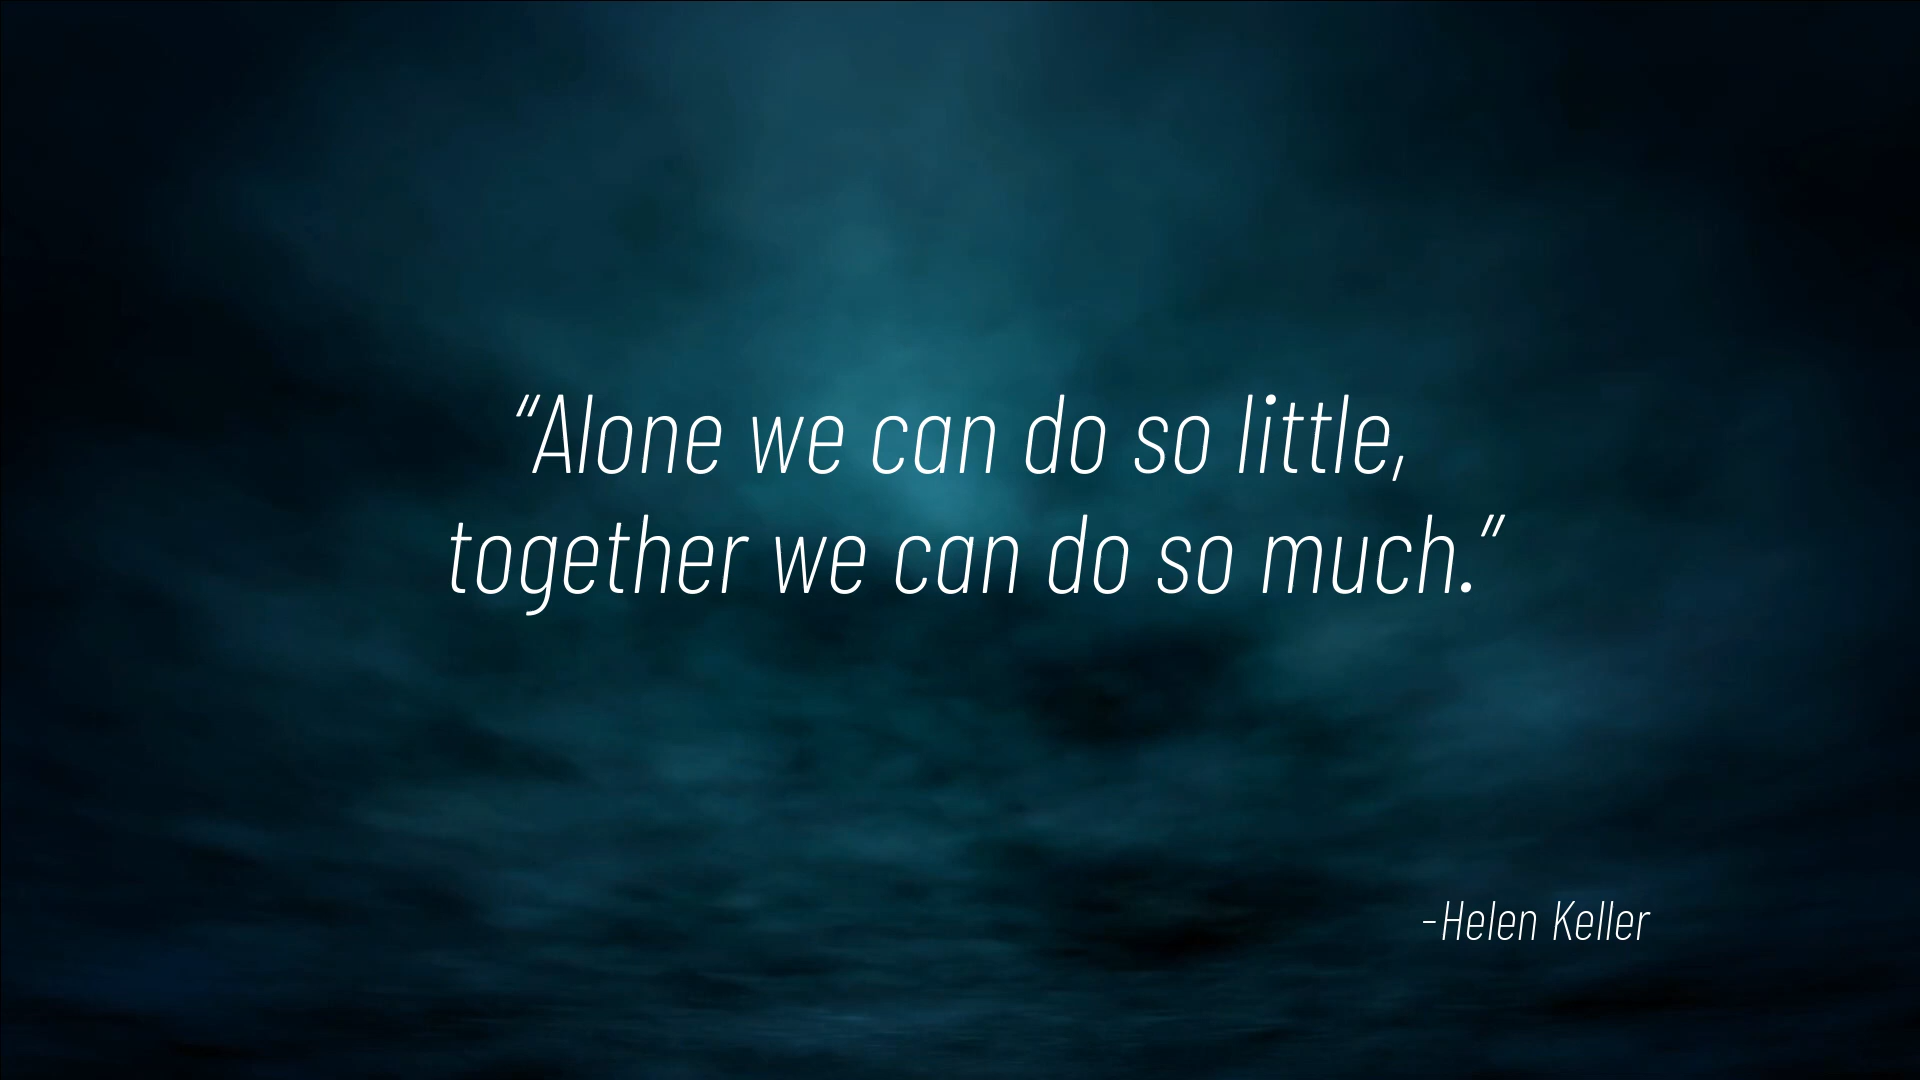 “Alone we can do so little,
together we can do so much.”
-Helen Keller